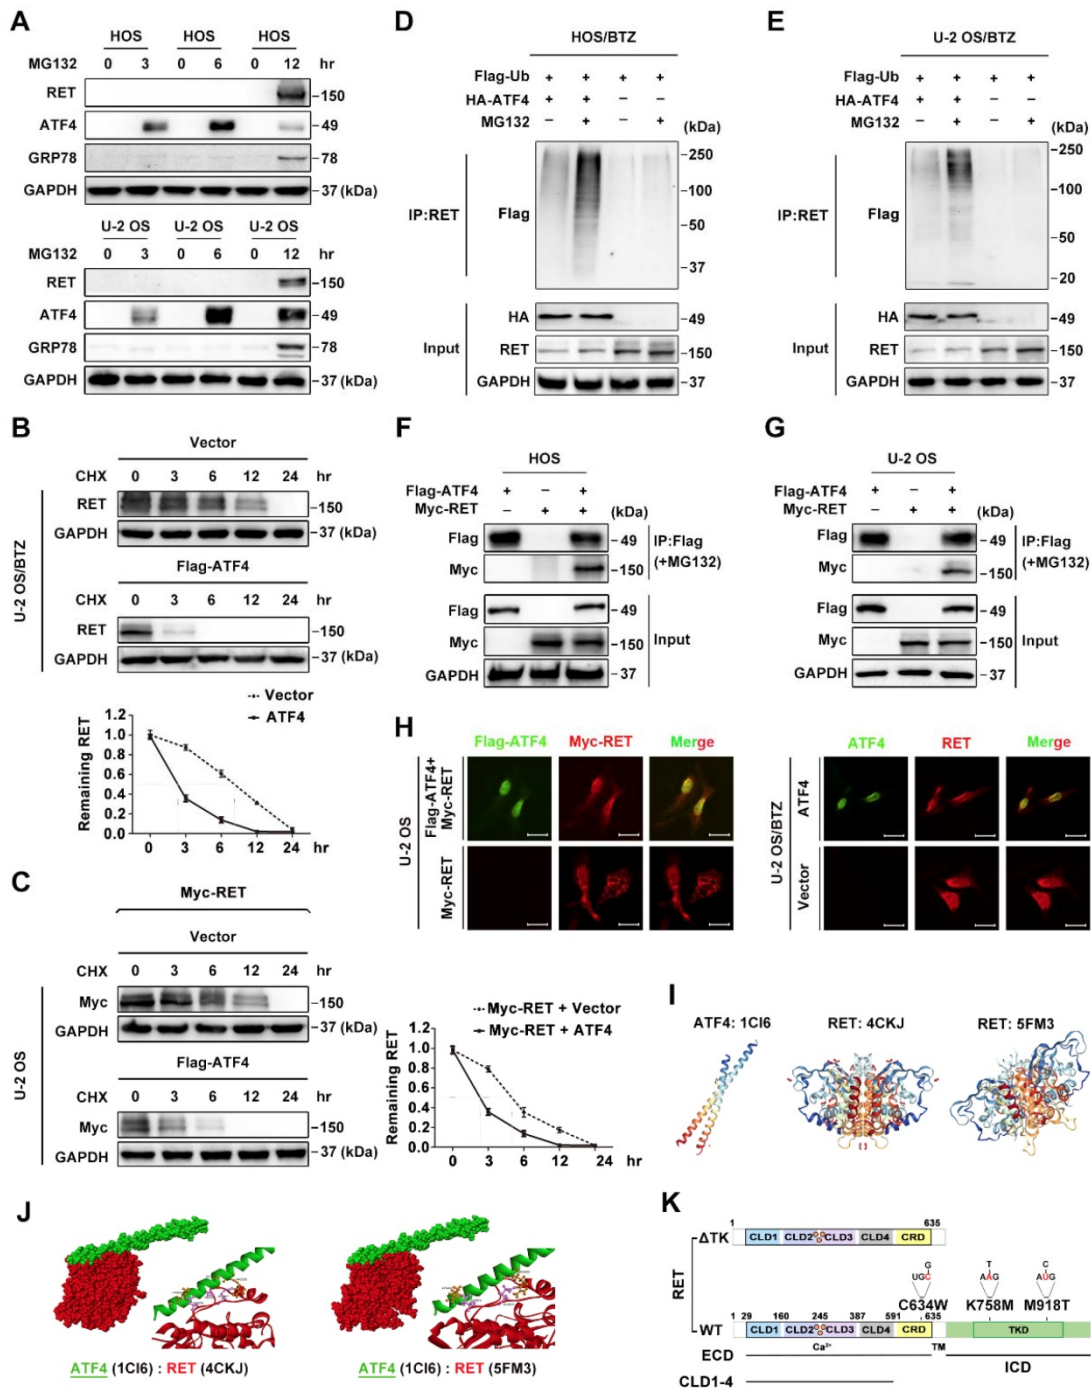 A
HOS HOS HOS
MG132 0 3 0 6 0 12 hr
RET –150
ATF4 –49
GRP78 –78
GAPDH –37 (kDa)
U-2 OS U-2 OS U-2 OS
MG132 0 3 0 6 0 12 hr
RET –150
ATF4 –49
GRP78 –78
GAPDH –37 (kDa)
B
Vector
CHX 0 3 6 12 24 hr
RET –150
GAPDH –37 (kDa)
Flag-ATF4
CHX 0 3 6 12 24 hr
RET –150
GAPDH –37 (kDa)
U-2 OS/BTZ
Vector
ATF4
Remaining RET
1.2
1.0
0.8
0.6
0.4
0.2
0.0
0 3 6 12 24 hr
C
Myc-RET
Vector
CHX 0 3 6 12 24 hr
Myc –150
GAPDH –37 (kDa)
Flag-ATF4
CHX 0 3 6 12 24 hr
Myc –150
GAPDH –37 (kDa)
U-2 OS
Myc-RET + Vector
Myc-RET + ATF4
Remaining RET
1.2
1.0
0.8
0.6
0.4
0.2
0.0
0 3 6 12 24 hr
D
HOS/BTZ
Flag-Ub + + + +
HA-ATF4 + + – –
MG132 + + (kDa)
IP:RET Flag
–250
–100
–50
–37
Input
HA –49
RET –150
GAPDH –37
E
U-2 OS/BTZ
Flag-Ub + + + +
HA-ATF4 + + – –
MG132 + + (kDa)
IP:RET Flag
–250
–100
–50
–20
Input
HA –49
RET –150
GAPDH –37
F
HOS
Flag-ATF4 + – +
Myc-RET – + + (kDa)
Flag –49 IP:Flag
Myc –150 (+MG132)
Flag –49
Myc –150 Input
GAPDH –37
G
U-2 OS
Flag-ATF4 + – +
Myc-RET – + + (kDa)
Flag –49 IP:Flag
Myc –150 (+MG132)
Flag –49
Myc –150 Input
GAPDH –37
H
Flag-ATF4 Myc-RET Merge
U-2 OS
Flag-ATF4+
Myc-RET
Myc-RET
ATF4 RET Merge
U-2 OS/BTZ
ATF4
Vector
I
ATF4: 1CI6 RET: 4CKJ RET: 5FM3
J
ATF4 (1CI6) : RET (4CKJ)
ATF4 (1CI6) : RET (5FM3)
K
RET
1 635
ΔTK CLD1 CLD2 CLD3 CLD4 CRD
G T C
UGC AAG AUG
C634W K758M M918T
1 29 160 245 387 591 635
WT CLD1 CLD2 CLD3 CLD4 CRD TKD
ECD Ca²⁺ TM ICD
CLD1-4